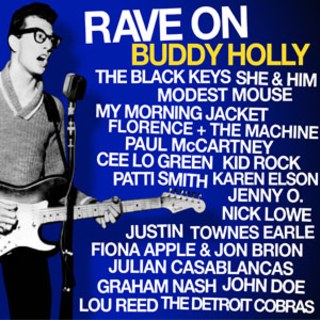 RAVE ON
BUDDY HOLLY
THE BLACK KEYS SHE & HIM
MODEST MOUSE
MY MORNING JACKET
FLORENCE + THE MACHINE
PAUL McCARTNEY
CEE LO GREEN KID ROCK
PATTI SMITH KAREN ELSON
JENNY O.
NICK LOWE
JUSTIN TOWNES EARLE
FIONA APPLE & JON BRION
JULIAN CASABLANCAS
GRAHAM NASH JOHN DOE
LOU REED THE DETROIT COBRAS